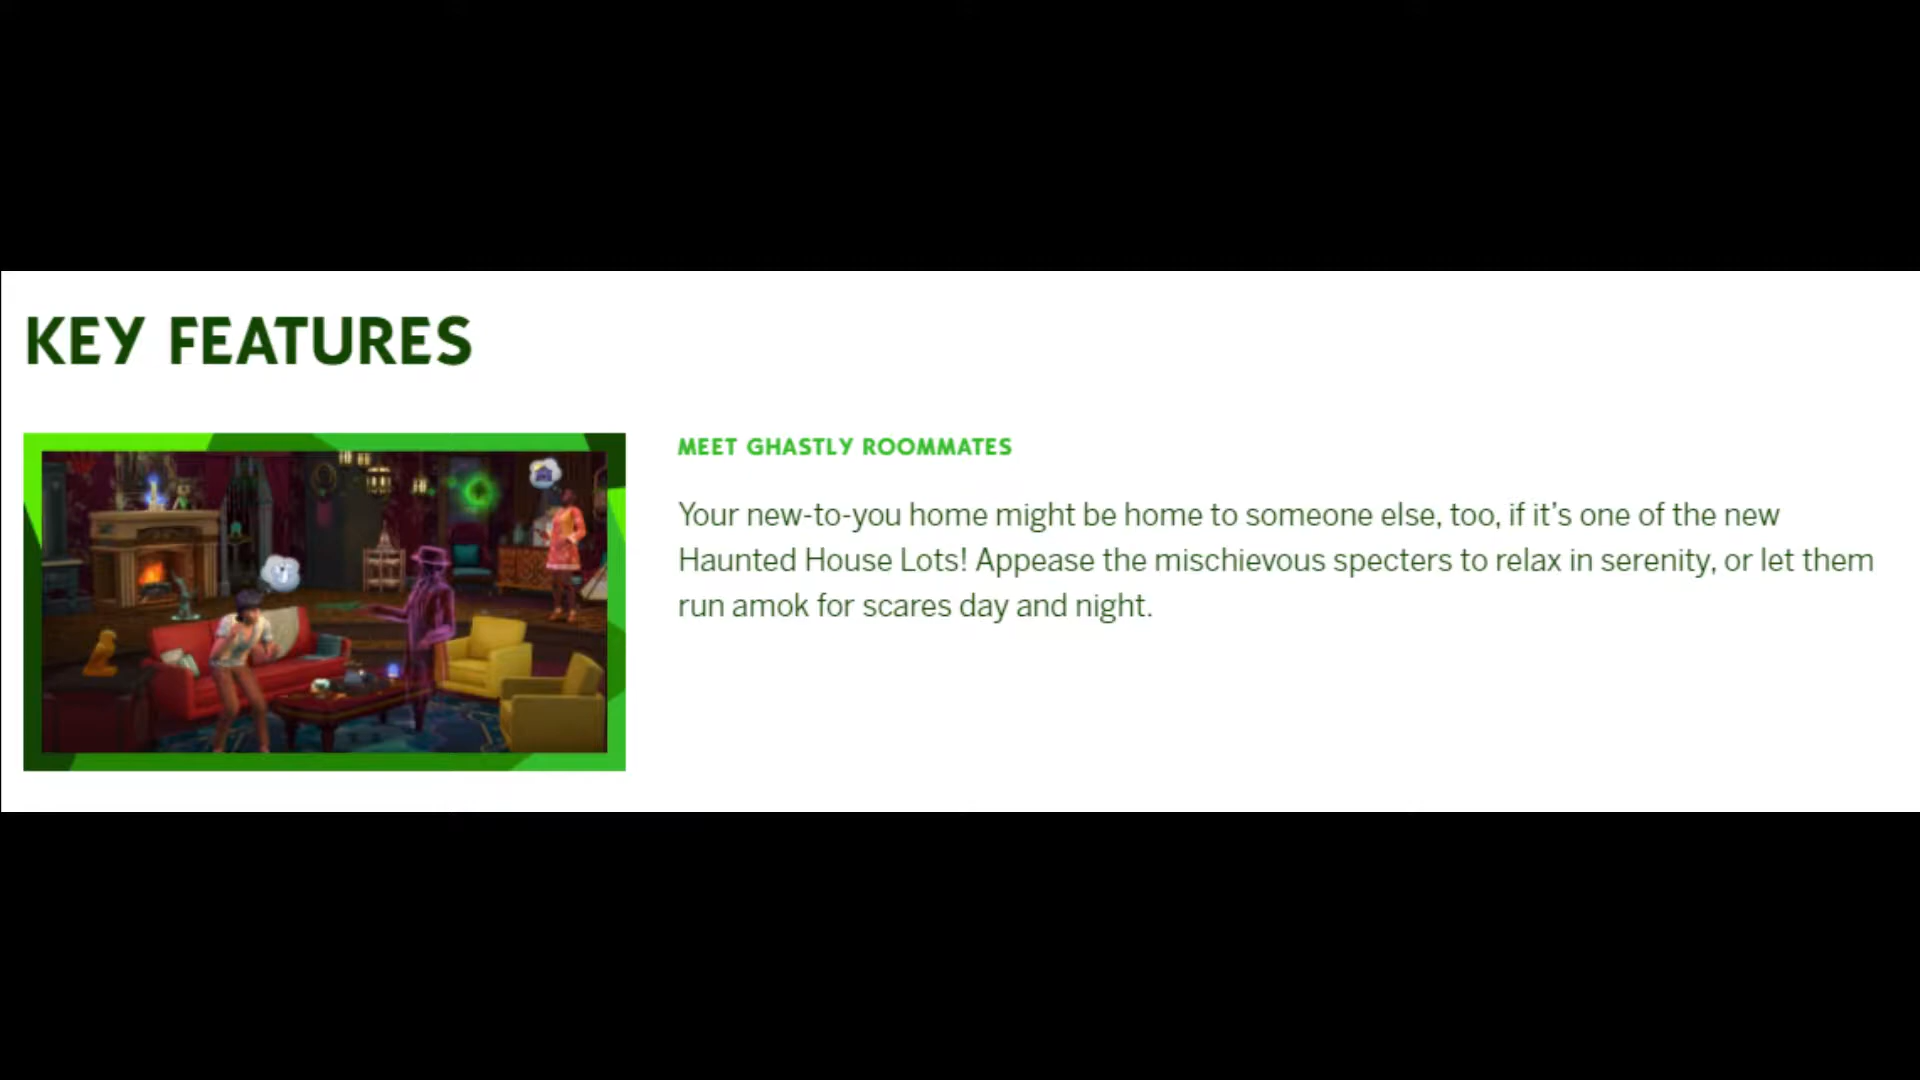 KEY FEATURES
MEET GHASTLY ROOMMATES
Your new-to-you home might be home to someone else, too, if it's one of the new
Haunted House Lots! Appease the mischievous specters to relax in serenity, or let them
run amok for scares day and night.